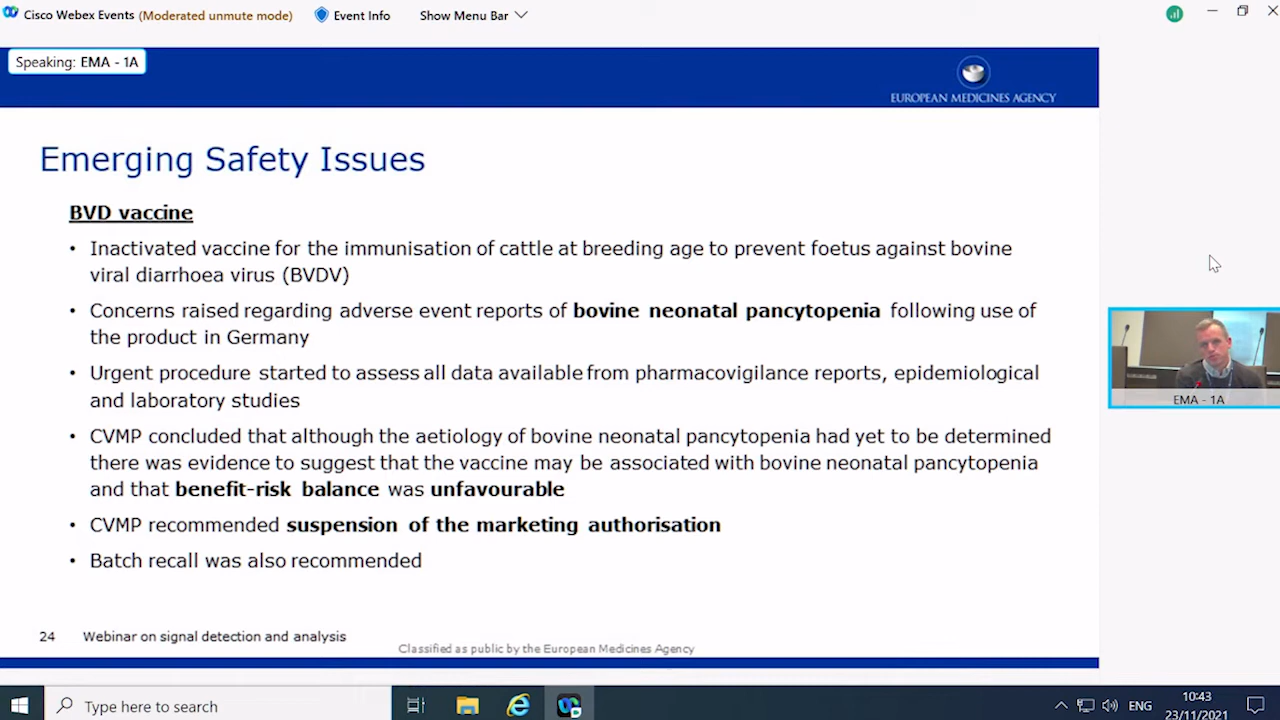 Cisco Webex Events (Moderated unmute mode) Event Info Show Menu Bar
Speaking: EMA - 1A
EUROPEAN MEDICINES AGENCY
Emerging Safety Issues
BVD vaccine
• Inactivated vaccine for the immunisation of cattle at breeding age to prevent foetus against bovine
viral diarrhoea virus (BVDV)
• Concerns raised regarding adverse event reports of bovine neonatal pancytopenia following use of
the product in Germany
• Urgent procedure started to assess all data available from pharmacovigilance reports, epidemiological
and laboratory studies
• CVMP concluded that although the aetiology of bovine neonatal pancytopenia had yet to be determined
there was evidence to suggest that the vaccine may be associated with bovine neonatal pancytopenia
and that benefit-risk balance was unfavourable
• CVMP recommended suspension of the marketing authorisation
• Batch recall was also recommended
EMA - 1A
24 Webinar on signal detection and analysis
Classified as public by the European Medicines Agency
Type here to search
ENG
10:43
23/11/2021